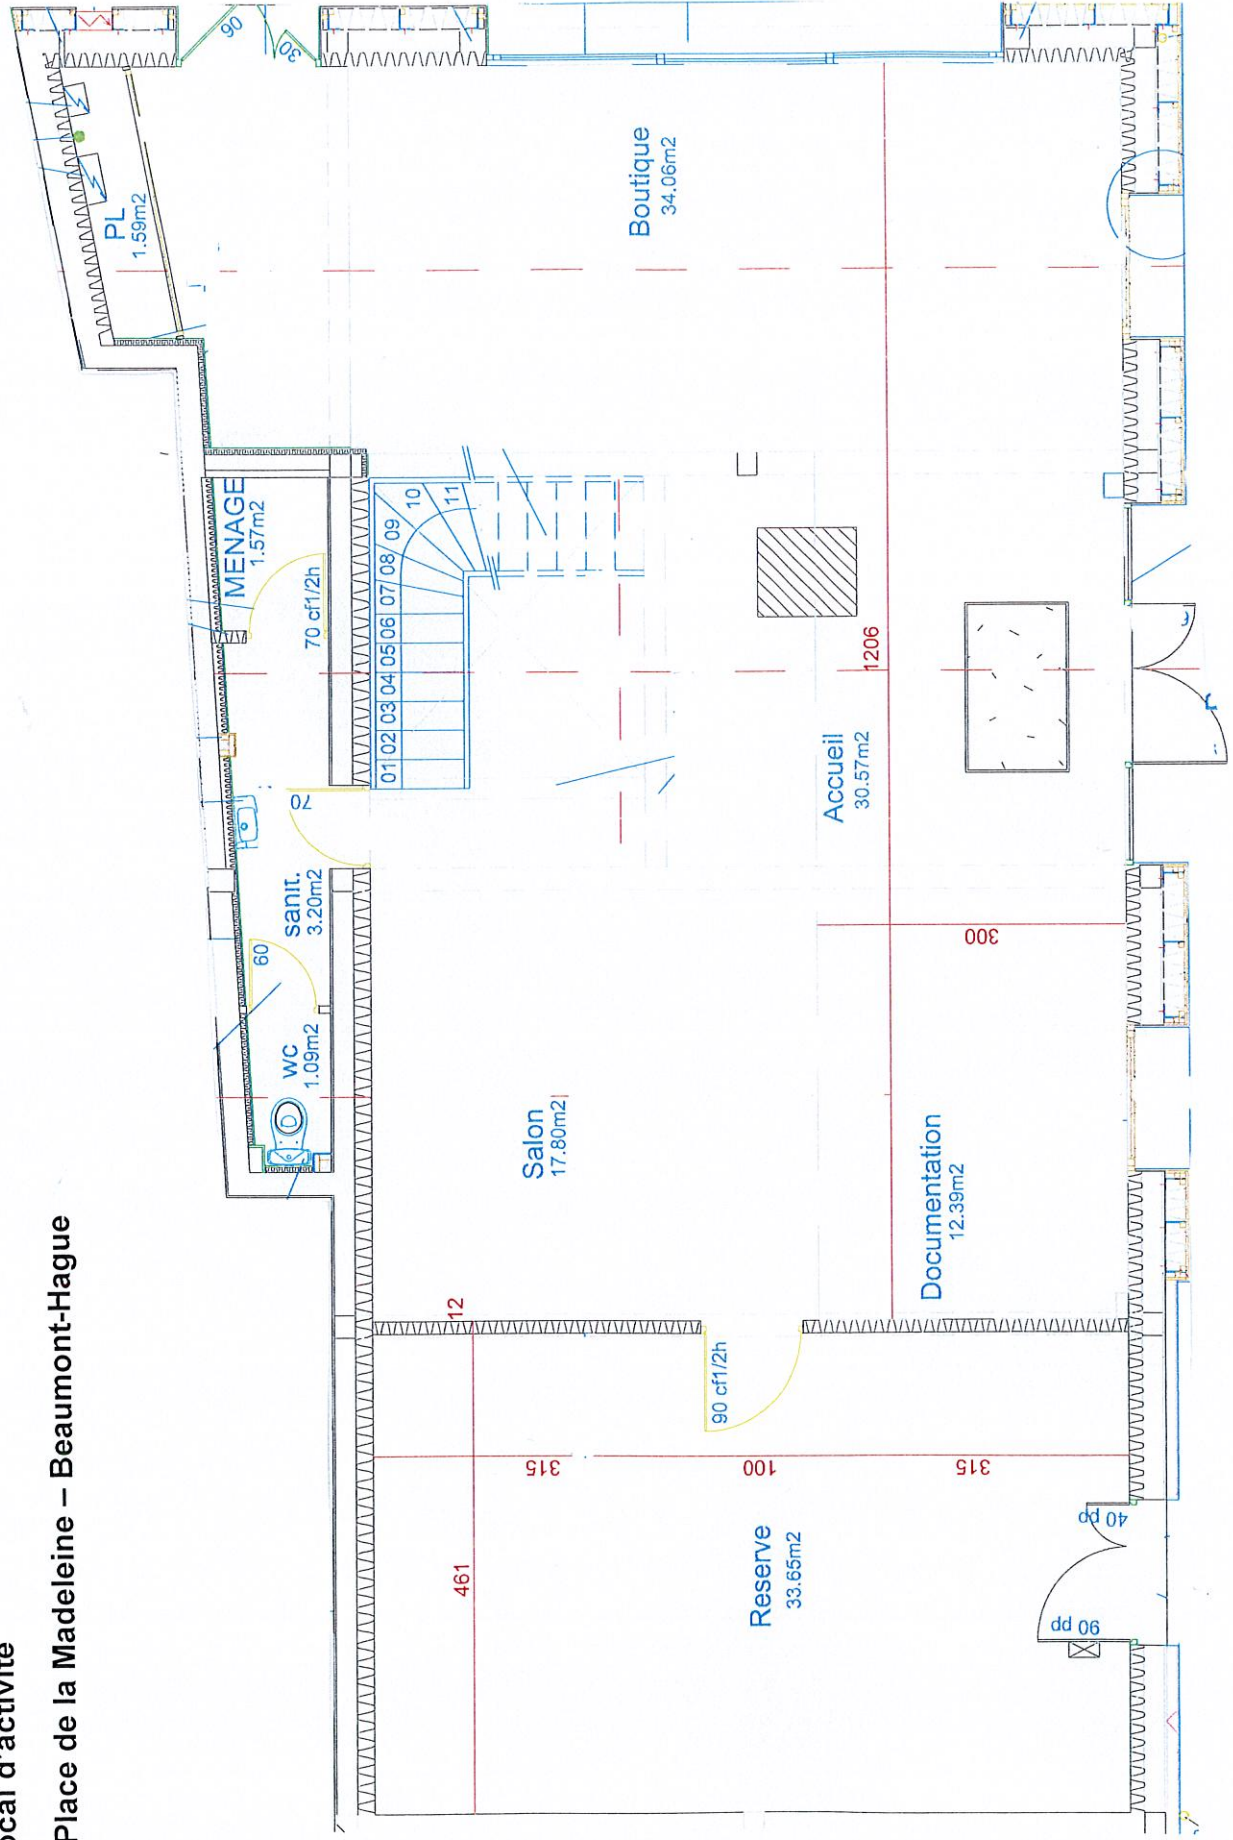 Place de la Madeleine – Beaumont-Hague
Reserve
33.65m2
461
315
100
315
90 pp
40 pp
90 cf1/2h
12
Salon
17.80m2
Documentation
12.39m2
wc
1.09m2
60
sanit.
3.20m2
70
300
Accueil
30.57m2
1206
01 02 03 04 05 06 07 08 09 10 11
70 cf1/2h
MENAGE
1.57m2
PL
1.59m2
Boutique
34.06m2
90
30